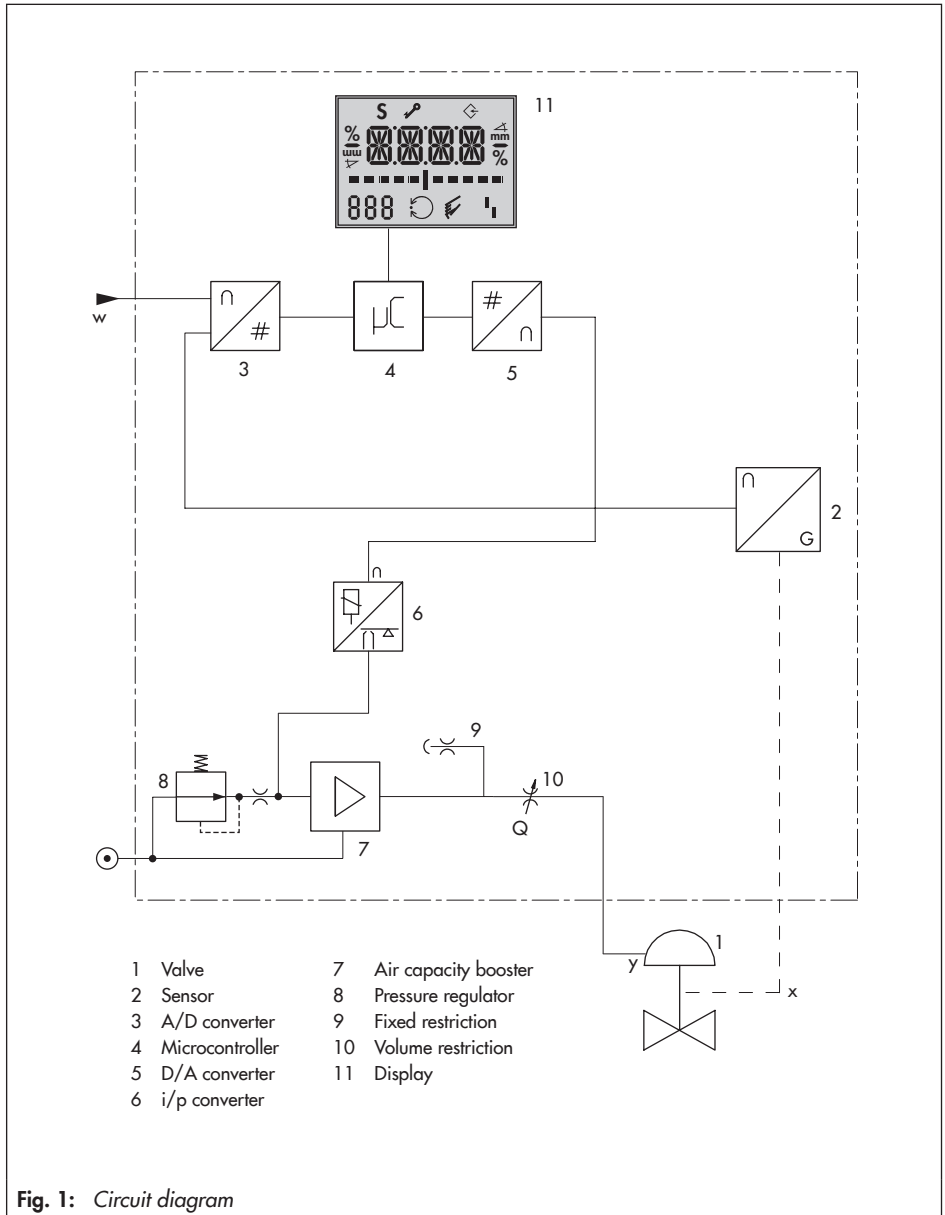 11
S
%
mm
mm
%
888
w
3
4
5
µC
#
#
2
G
6
9
8
10
Q
7
1
y
x
1 Valve
2 Sensor
3 A/D converter
4 Microcontroller
5 D/A converter
6 i/p converter
7 Air capacity booster
8 Pressure regulator
9 Fixed restriction
10 Volume restriction
11 Display
Fig. 1: Circuit diagram